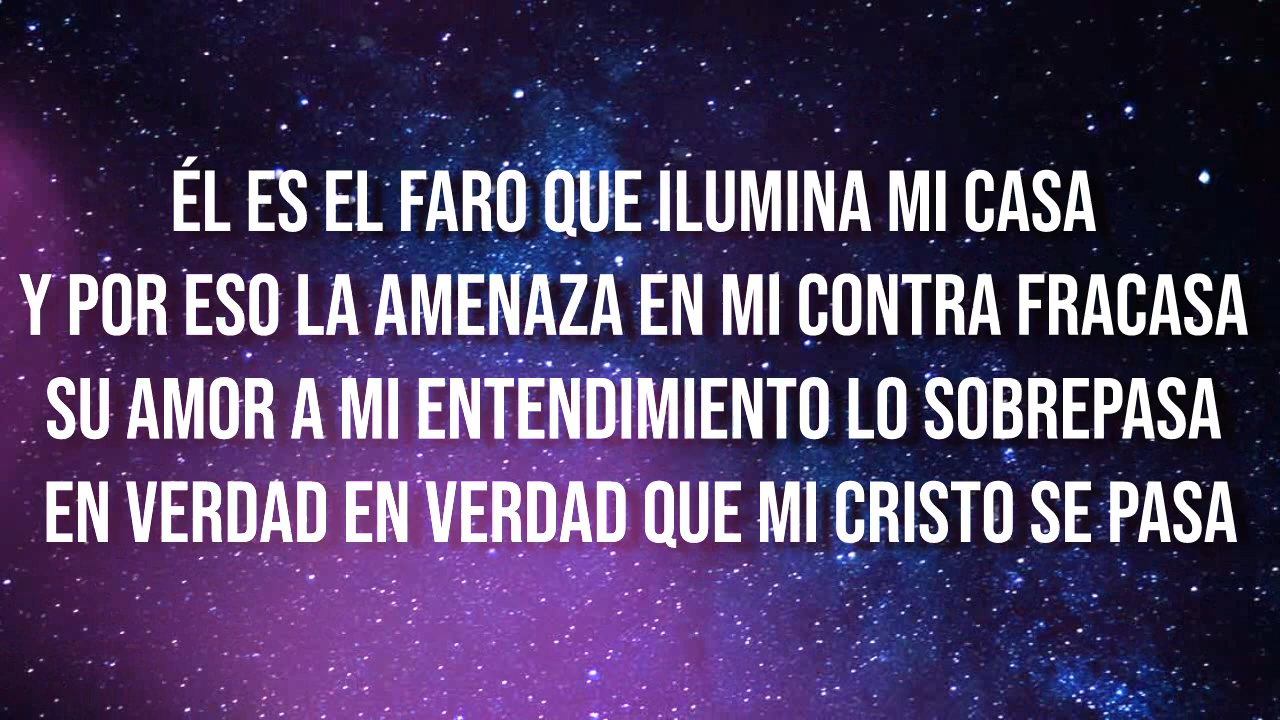 ÉL ES EL FARO QUE ILUMINA MI CASA
Y POR ESO LA AMENAZA EN MI CONTRA FRACASA
SU AMOR A MI ENTENDIMIENTO LO SOBREPASA
EN VERDAD EN VERDAD QUE MI CRISTO SE PASA